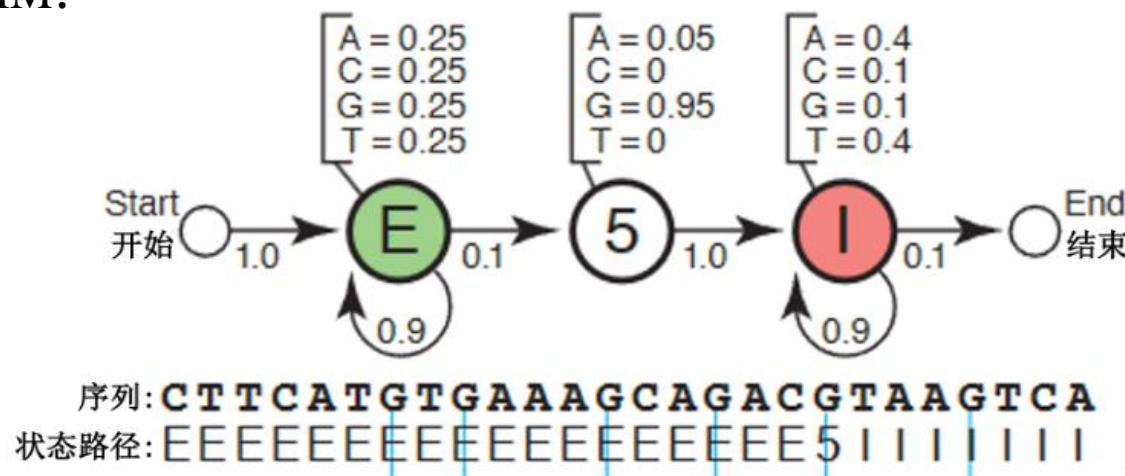 A = 0.25
C = 0.25
G = 0.25
T = 0.25
A = 0.05
C = 0
G = 0.95
T = 0
A = 0.4
C = 0.1
G = 0.1
T = 0.4
Start
开始
1.0
E
0.9
0.1
5
1.0
I
0.9
0.1
End
结束
序列:CTTCATGTGAAAGCAGACGTAAGTCA
状态路径:EEEEEEEEEEEEEEEEEE5IIIIIII